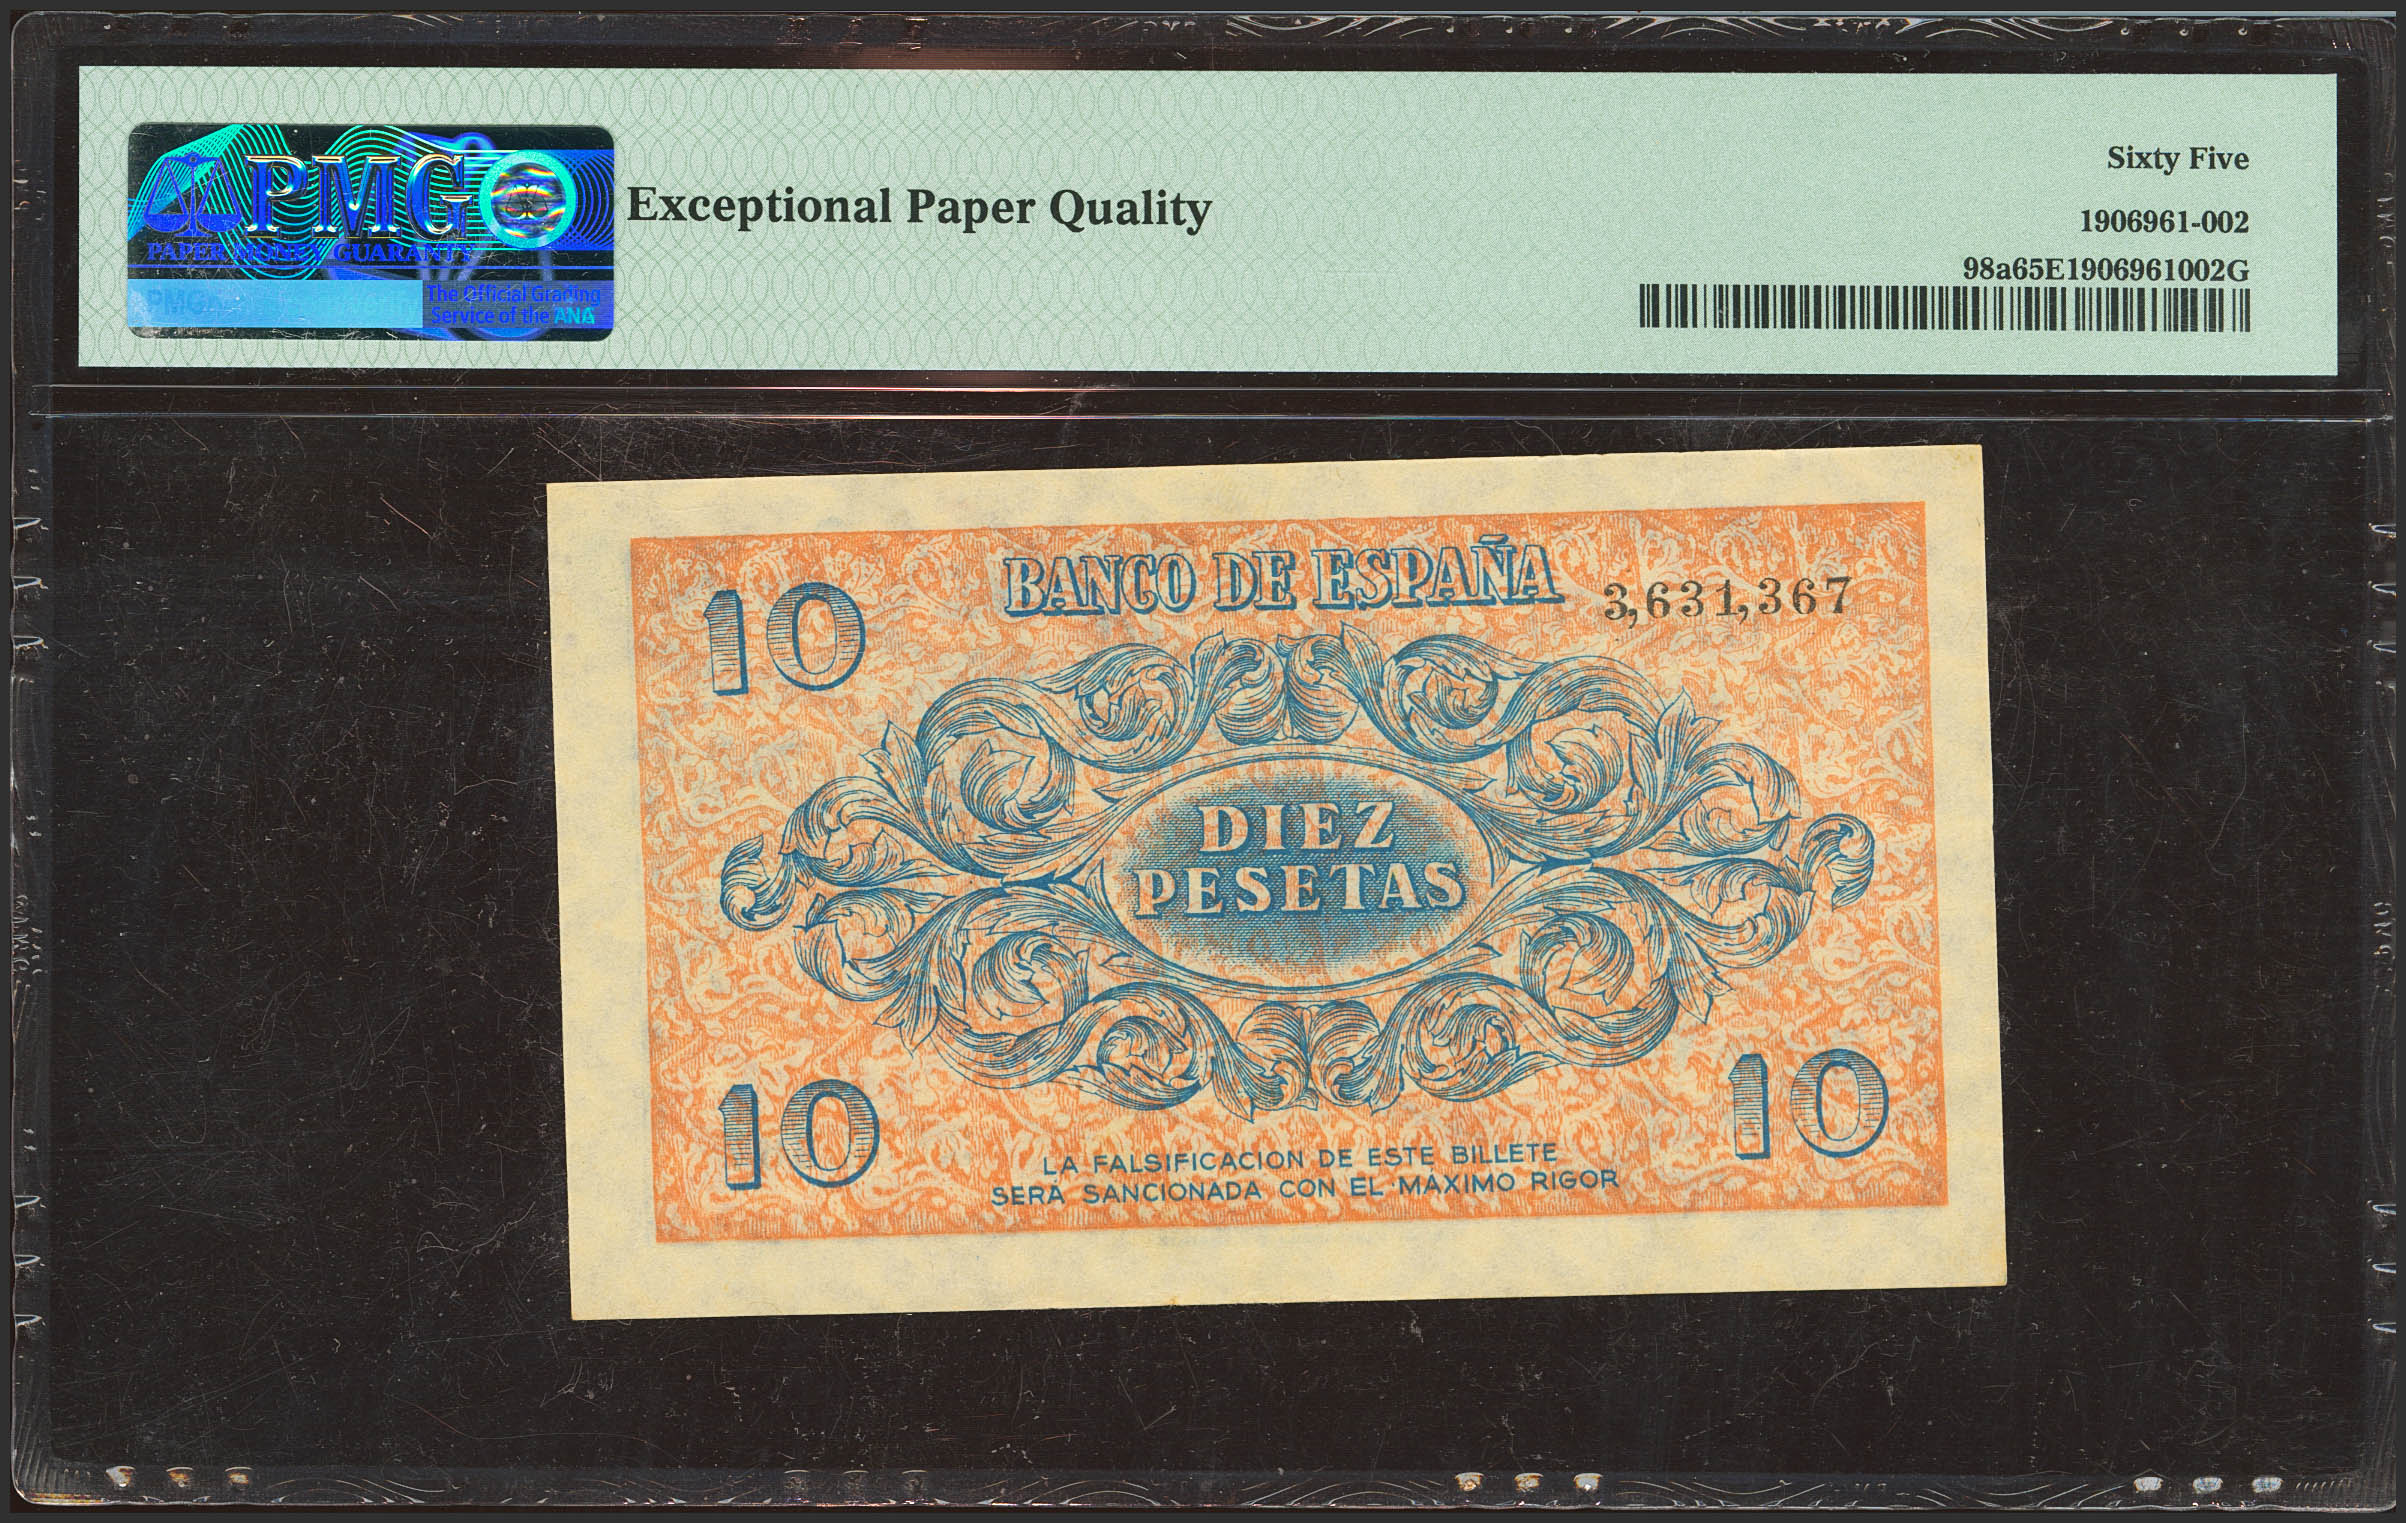 PMG
PAPER MONEY GUARANTY
The Official Grading
Service of the ANA
Exceptional Paper Quality
Sixty Five
1906961-002
98a65E1906961002G
BANCO DE ESPAÑA
3,631,367
10
DIEZ
PESETAS
10
10
LA FALSIFICACION DE ESTE BILLETE
SERÁ SANCIONADA CON EL MÁXIMO RIGOR